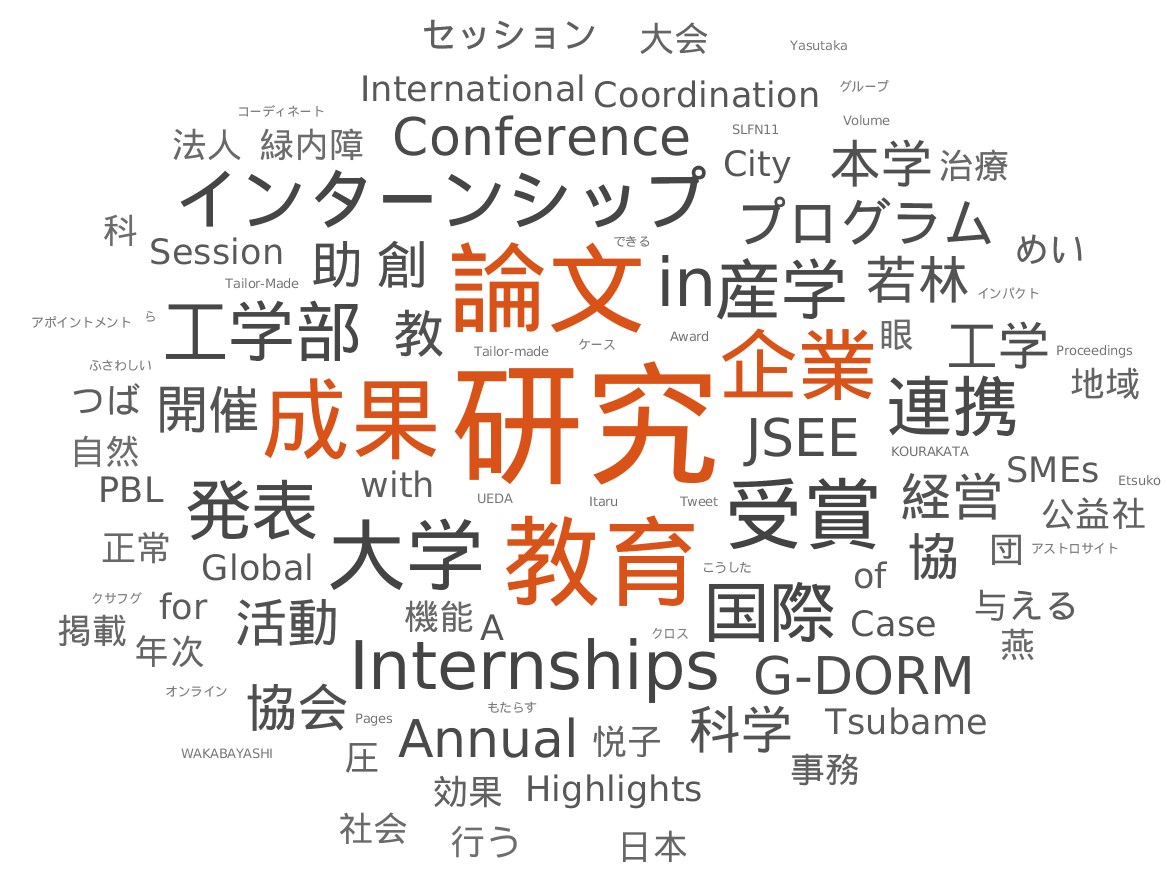 セッション 大会 Yasutaka
International Coordination グループ
コーディネート Conference SLFN11 Volume
法人 緑内障 City 本学 治療
インターンシップ プログラム
科 Session 助 創 できる めい
Tailor-Made 論文 in 産学 若林 インパクト
アポイントメント ら 工学部 教 Award 眼 工学
ふさわしい Tailor-made ケース 企業 Proceedings
つば 開催 成果 研究 連携 地域
自然 JSEE KOURAKATA
PBL with SMEs Etsuko
発表 UEDA Itaru Tweet 受賞 経営 公益社
正常 Global 大学 教育 こうした of 協 団 アストロサイト
クサフグ for 活動 機能 A クロス 国際 Case 与える
掲載 年次 Internships G-DORM 燕
オンライン 協会 Pages もたらす
WAKABAYASHI 圧 Annual 悦子 科学 Tsubame
効果 Highlights 事務
社会 行う 日本